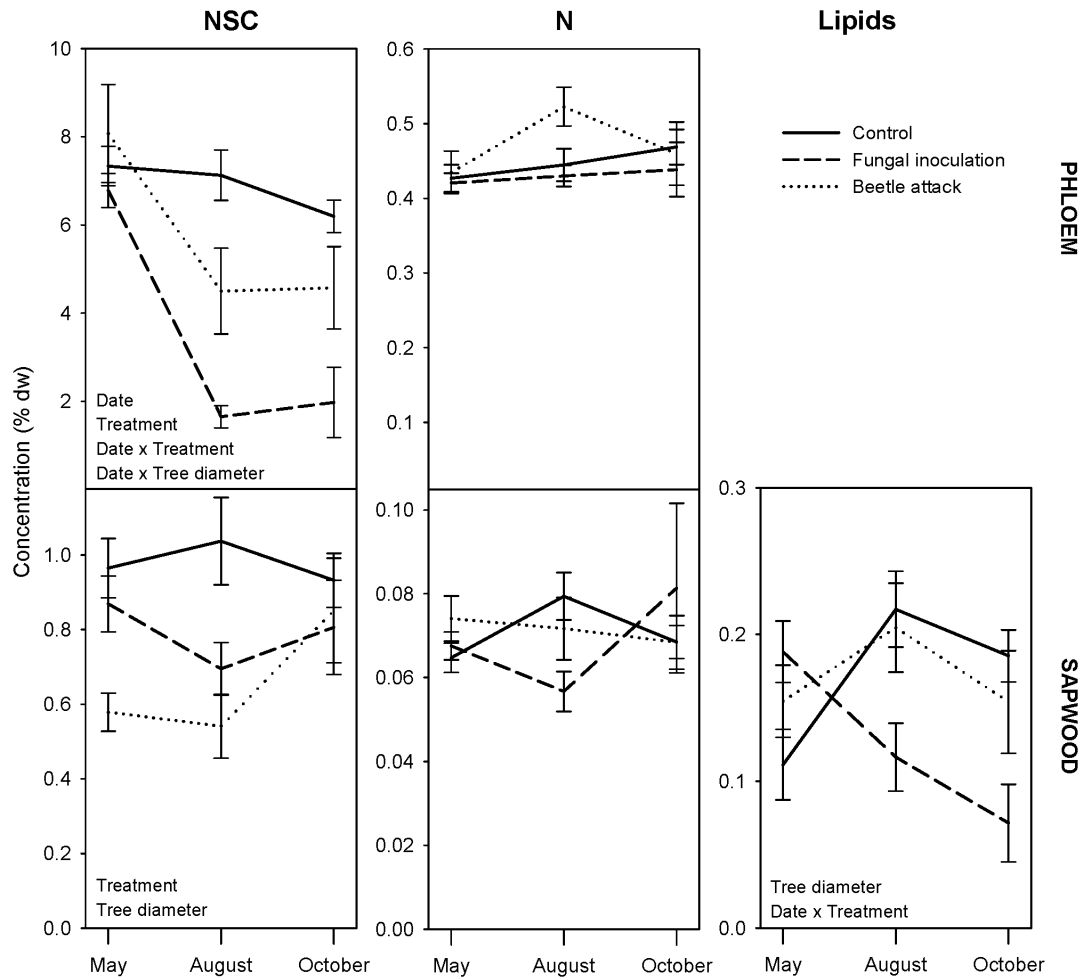 NSC
N
Lipids
10
8
6
4
2
Date
Treatment
Date x Treatment
Date x Tree diameter
0.6
0.5
0.4
0.3
0.2
0.1
Control
Fungal inoculation
Beetle attack
PHLOEM
Concentration (% dw)
1.0
0.8
0.6
0.4
0.2
0.0
Treatment
Tree diameter
May
August
October
0.10
0.08
0.06
0.04
0.02
0.00
May
August
October
0.3
0.2
0.1
0.0
Tree diameter
Date x Treatment
May
August
October
SAPWOOD